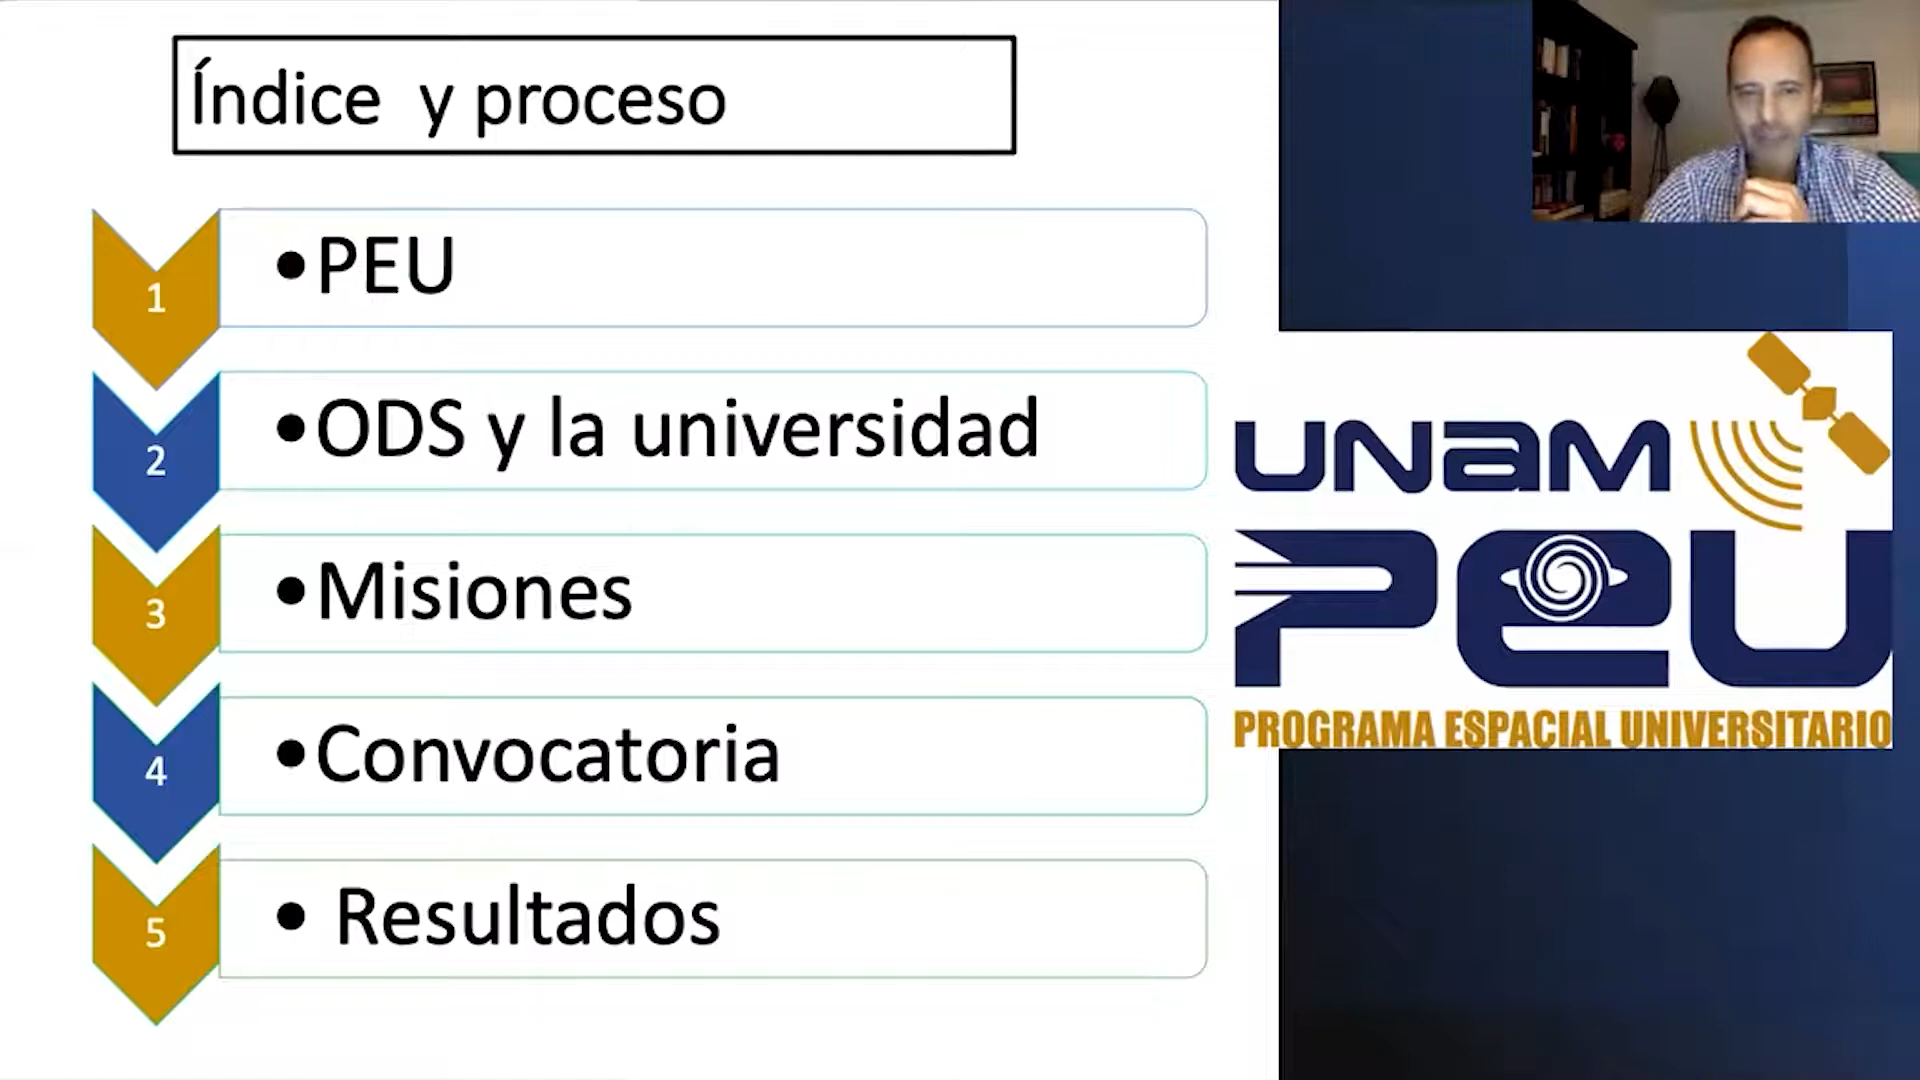 Índice y proceso
1
•PEU
2
•ODS y la universidad
3
•Misiones
4
•Convocatoria
5
• Resultados
UNAM
PEU
PROGRAMA ESPACIAL UNIVERSITARIO